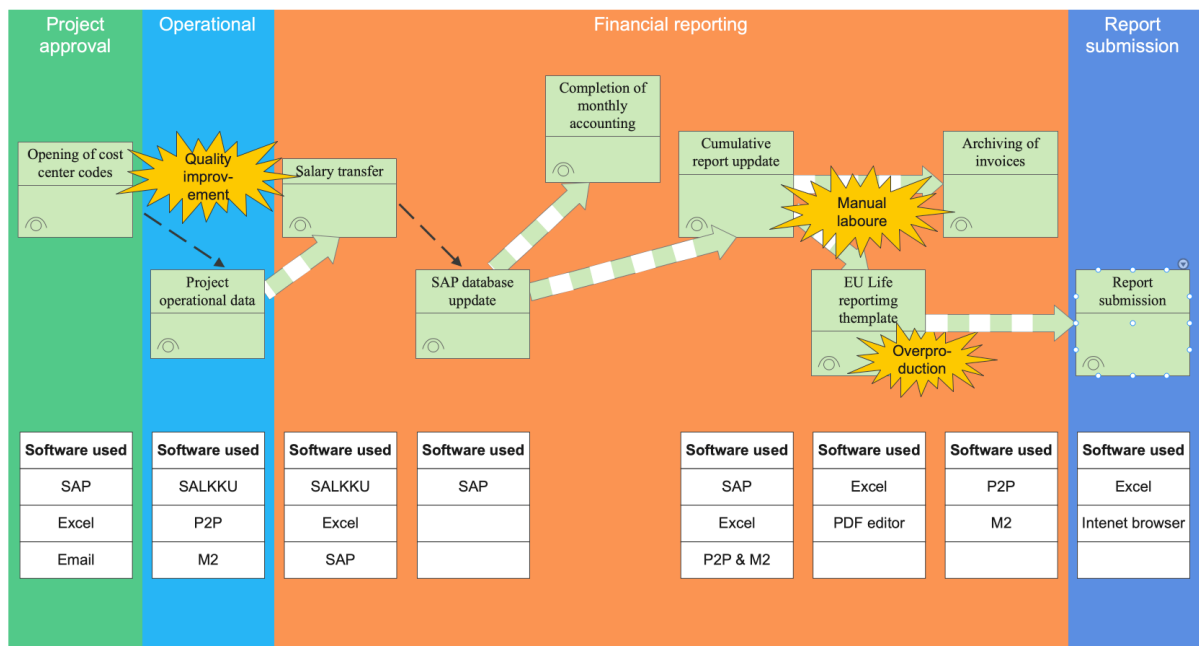 Project
approval
Operational
Financial reporting
Report
submission
Opening of cost
center codes
Quality
improv-
ement
Salary transfer
Project
operational data
Completion of
monthly
accounting
SAP database
uppdate
Cumulative
report uppdate
Manual
laboure
Archiving of
invoices
EU Life
reportimg
themplate
Overpro-
duction
Report
submission
Software used
SAP
Excel
Email
Software used
SALKKU
P2P
M2
Software used
SALKKU
Excel
SAP
Software used
SAP
Software used
SAP
Excel
P2P & M2
Software used
Excel
PDF editor
Software used
P2P
M2
Software used
Excel
Intenet browser